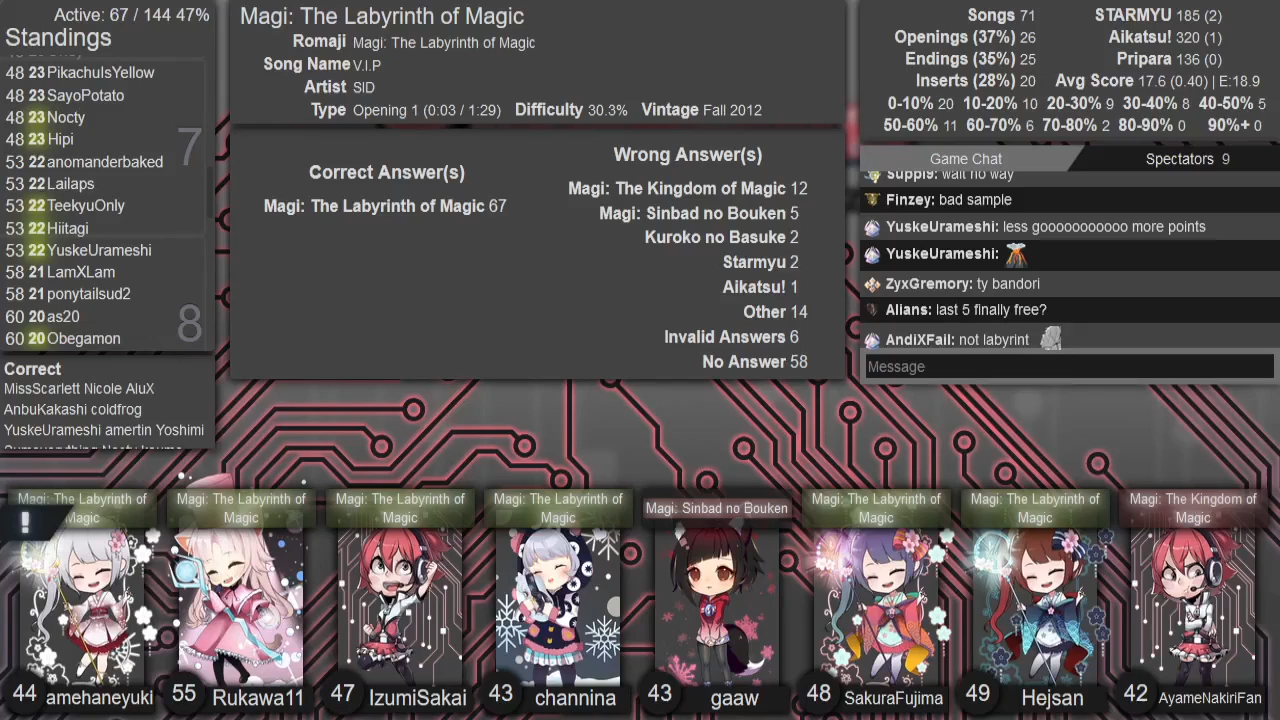 Active: 67 / 144 47%
Standings
48 23 PikachuIsYellow
48 23 SayoPotato
48 23 Nocty
48 23 Hipi
7
53 22 anomanderbaked
53 22 Lailaps
53 22 TeekyuOnly
53 22 Hiitagi
53 22 YuskeUrameshi
58 21 LamXLam
58 21 ponytailsud2
60 20 as20
8
60 20 Obegamon
Correct
MissScarlett Nicole AluX
AnbuKakashi coldfrog
YuskeUrameshi amertin Yoshimi
Magi: The Labyrinth of Magic
Romaji Magi: The Labyrinth of Magic
Song Name V.I.P
Artist SID
Type Opening 1 (0:03 / 1:29) Difficulty 30.3% Vintage Fall 2012
Correct Answer(s)
Magi: The Labyrinth of Magic 67
Wrong Answer(s)
Magi: The Kingdom of Magic 12
Magi: Sinbad no Bouken 5
Kuroko no Basuke 2
Starmyu 2
Aikatsu! 1
Other 14
Invalid Answers 6
No Answer 58
Songs 71 STARMYU 185 (2)
Openings (37%) 26 Aikatsu! 320 (1)
Endings (35%) 25 Pripara 136 (0)
Inserts (28%) 20 Avg Score 17.6 (0.40) | E:18.9
0-10% 20 10-20% 10 20-30% 9 30-40% 8 40-50% 5
50-60% 11 60-70% 6 70-80% 2 80-90% 0 90%+ 0
Game Chat Spectators 9
Suppi9: wait no way
Finzey: bad sample
YuskeUrameshi: less gooooooooooo more points
YuskeUrameshi:
ZyxGremory: ty bandori
Alians: last 5 finally free?
AndiXFail: not labyrint
Message
Magi: The Labyrinth of Magic
Magi: The Labyrinth of Magic
Magi: The Labyrinth of Magic
Magi: The Labyrinth of Magic
Magi: Sinbad no Bouken
Magi: The Labyrinth of Magic
Magi: The Labyrinth of Magic
Magi: The Kingdom of Magic
!
44 amehaneyuki
55 Rukawa11
47 IzumiSakai
43 channina
43 gaaw
48 SakuraFujima
49 Hejsan
42 AyameNakiriFan